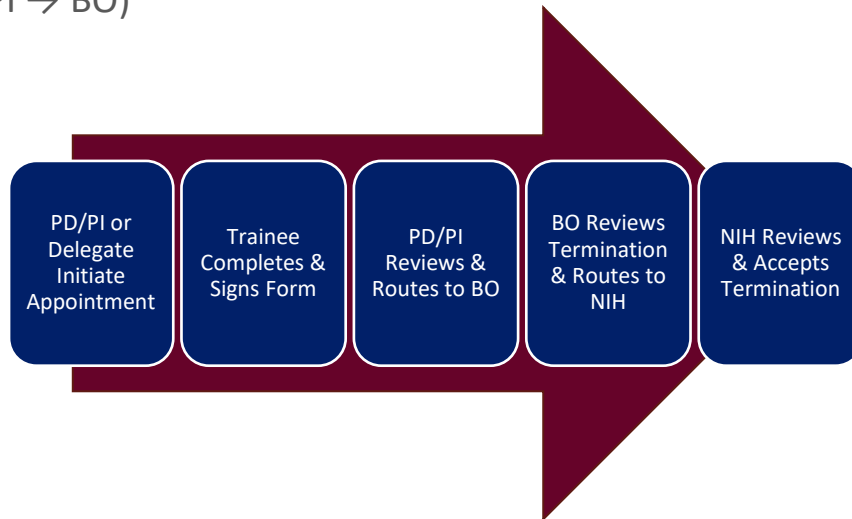 → BO)
PD/PI or
Delegate
Initiate
Appointment
Trainee
Completes &
Signs Form
PD/PI
Reviews &
Routes to BO
BO Reviews
Termination
& Routes to
NIH
NIH Reviews
& Accepts
Termination